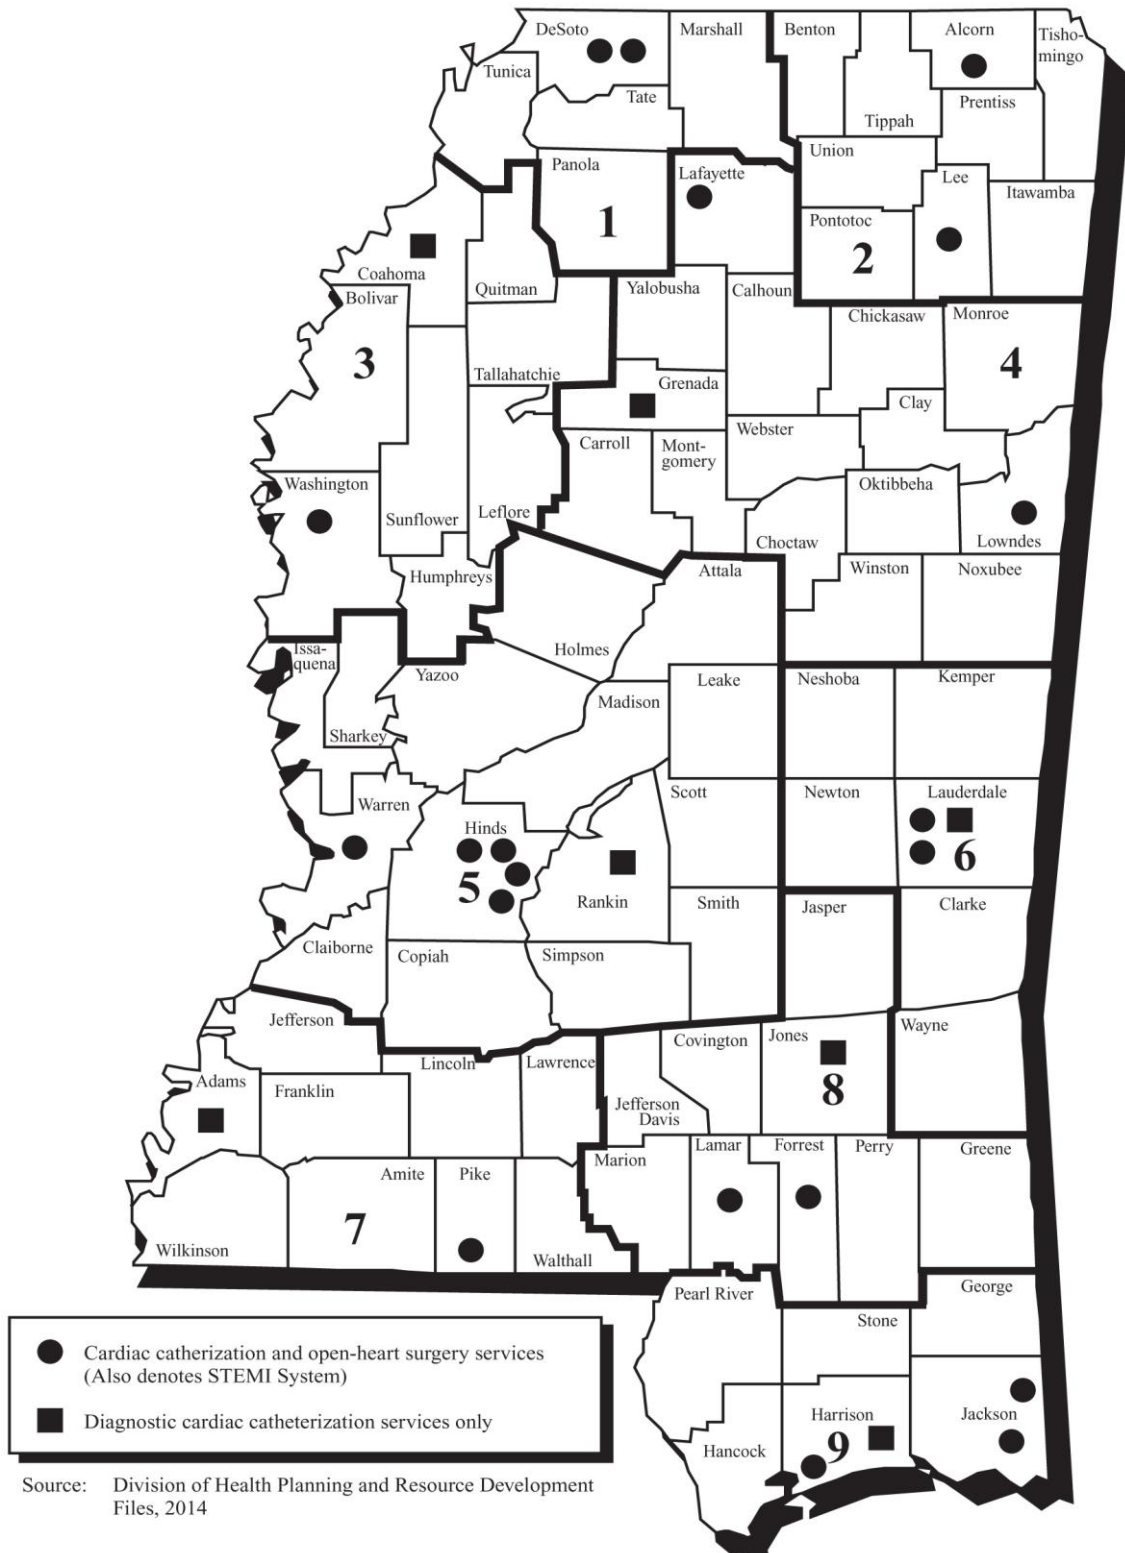 DeSoto
Marshall
Benton
Alcorn
Tisho-
mingo
Tunica
Tate
Prentiss
Tippah
Union
Panola
Lafayette
Lee
Itawamba
1
Pontotoc
2
Coahoma
Quitman
Yalobusha
Calhoun
Bolivar
Chickasaw
Monroe
3
4
Tallahatchie
Grenada
Clay
Carroll
Mont-
gomery
Webster
Washington
Oktibbeha
Sunflower
Leflore
Choctaw
Lowndes
Humphreys
Attala
Winston
Noxubee
Issa-
quena
Holmes
Yazoo
Leake
Neshoba
Kemper
Madison
Sharkey
Scott
Newton
Lauderdale
Warren
Hinds
6
5
Rankin
Smith
Jasper
Clarke
Claiborne
Copiah
Simpson
Jefferson
Wayne
Covington
Jones
Lincoln
Lawrence
Adams
Franklin
8
Jefferson
Davis
Marion
Lamar
Forrest
Perry
Greene
Amite
Pike
7
Wilkinson
Walthall
Pearl River
George
Stone
Harrison
Jackson
9
Hancock
Cardiac catherization and open-heart surgery services
(Also denotes STEMI System)
Diagnostic cardiac catheterization services only
Source: Division of Health Planning and Resource Development
Files, 2014